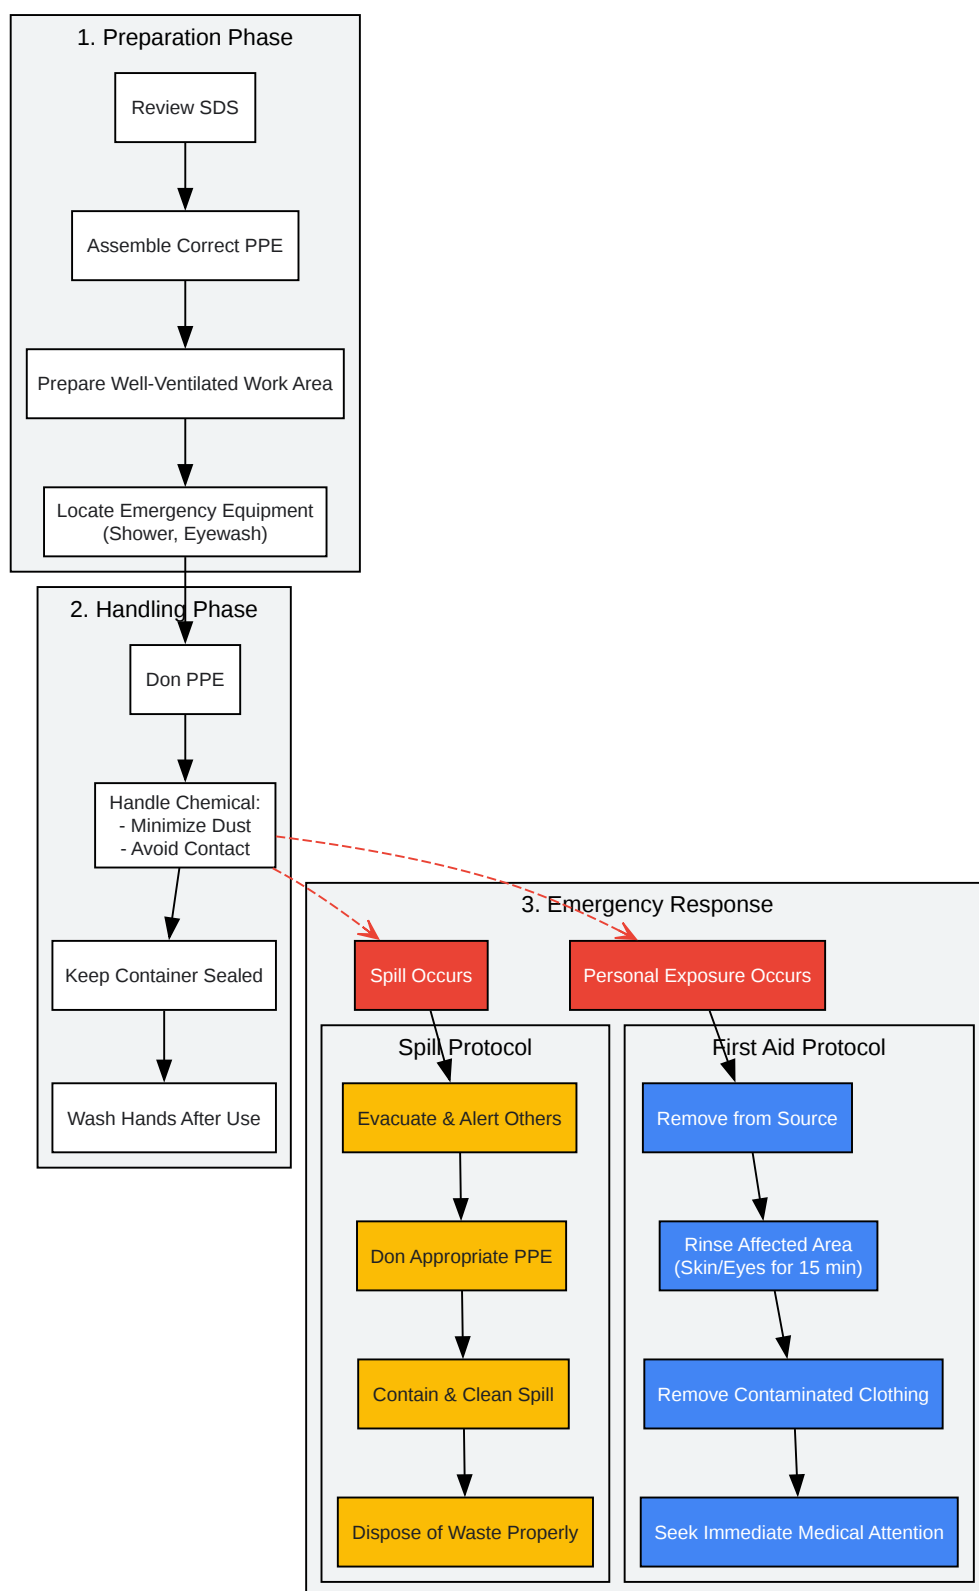 1. Preparation Phase
Review SDS
Assemble Correct PPE
Prepare Well-Ventilated Work Area
Locate Emergency Equipment
(Shower, Eyewash)
2. Handling Phase
Don PPE
Handle Chemical:
- Minimize Dust
- Avoid Contact
Keep Container Sealed
Wash Hands After Use
3. Emergency Response
Spill Occurs
Personal Exposure Occurs
Spill Protocol
Evacuate & Alert Others
Don Appropriate PPE
Contain & Clean Spill
Dispose of Waste Properly
First Aid Protocol
Remove from Source
Rinse Affected Area
(Skin/Eyes for 15 min)
Remove Contaminated Clothing
Seek Immediate Medical Attention